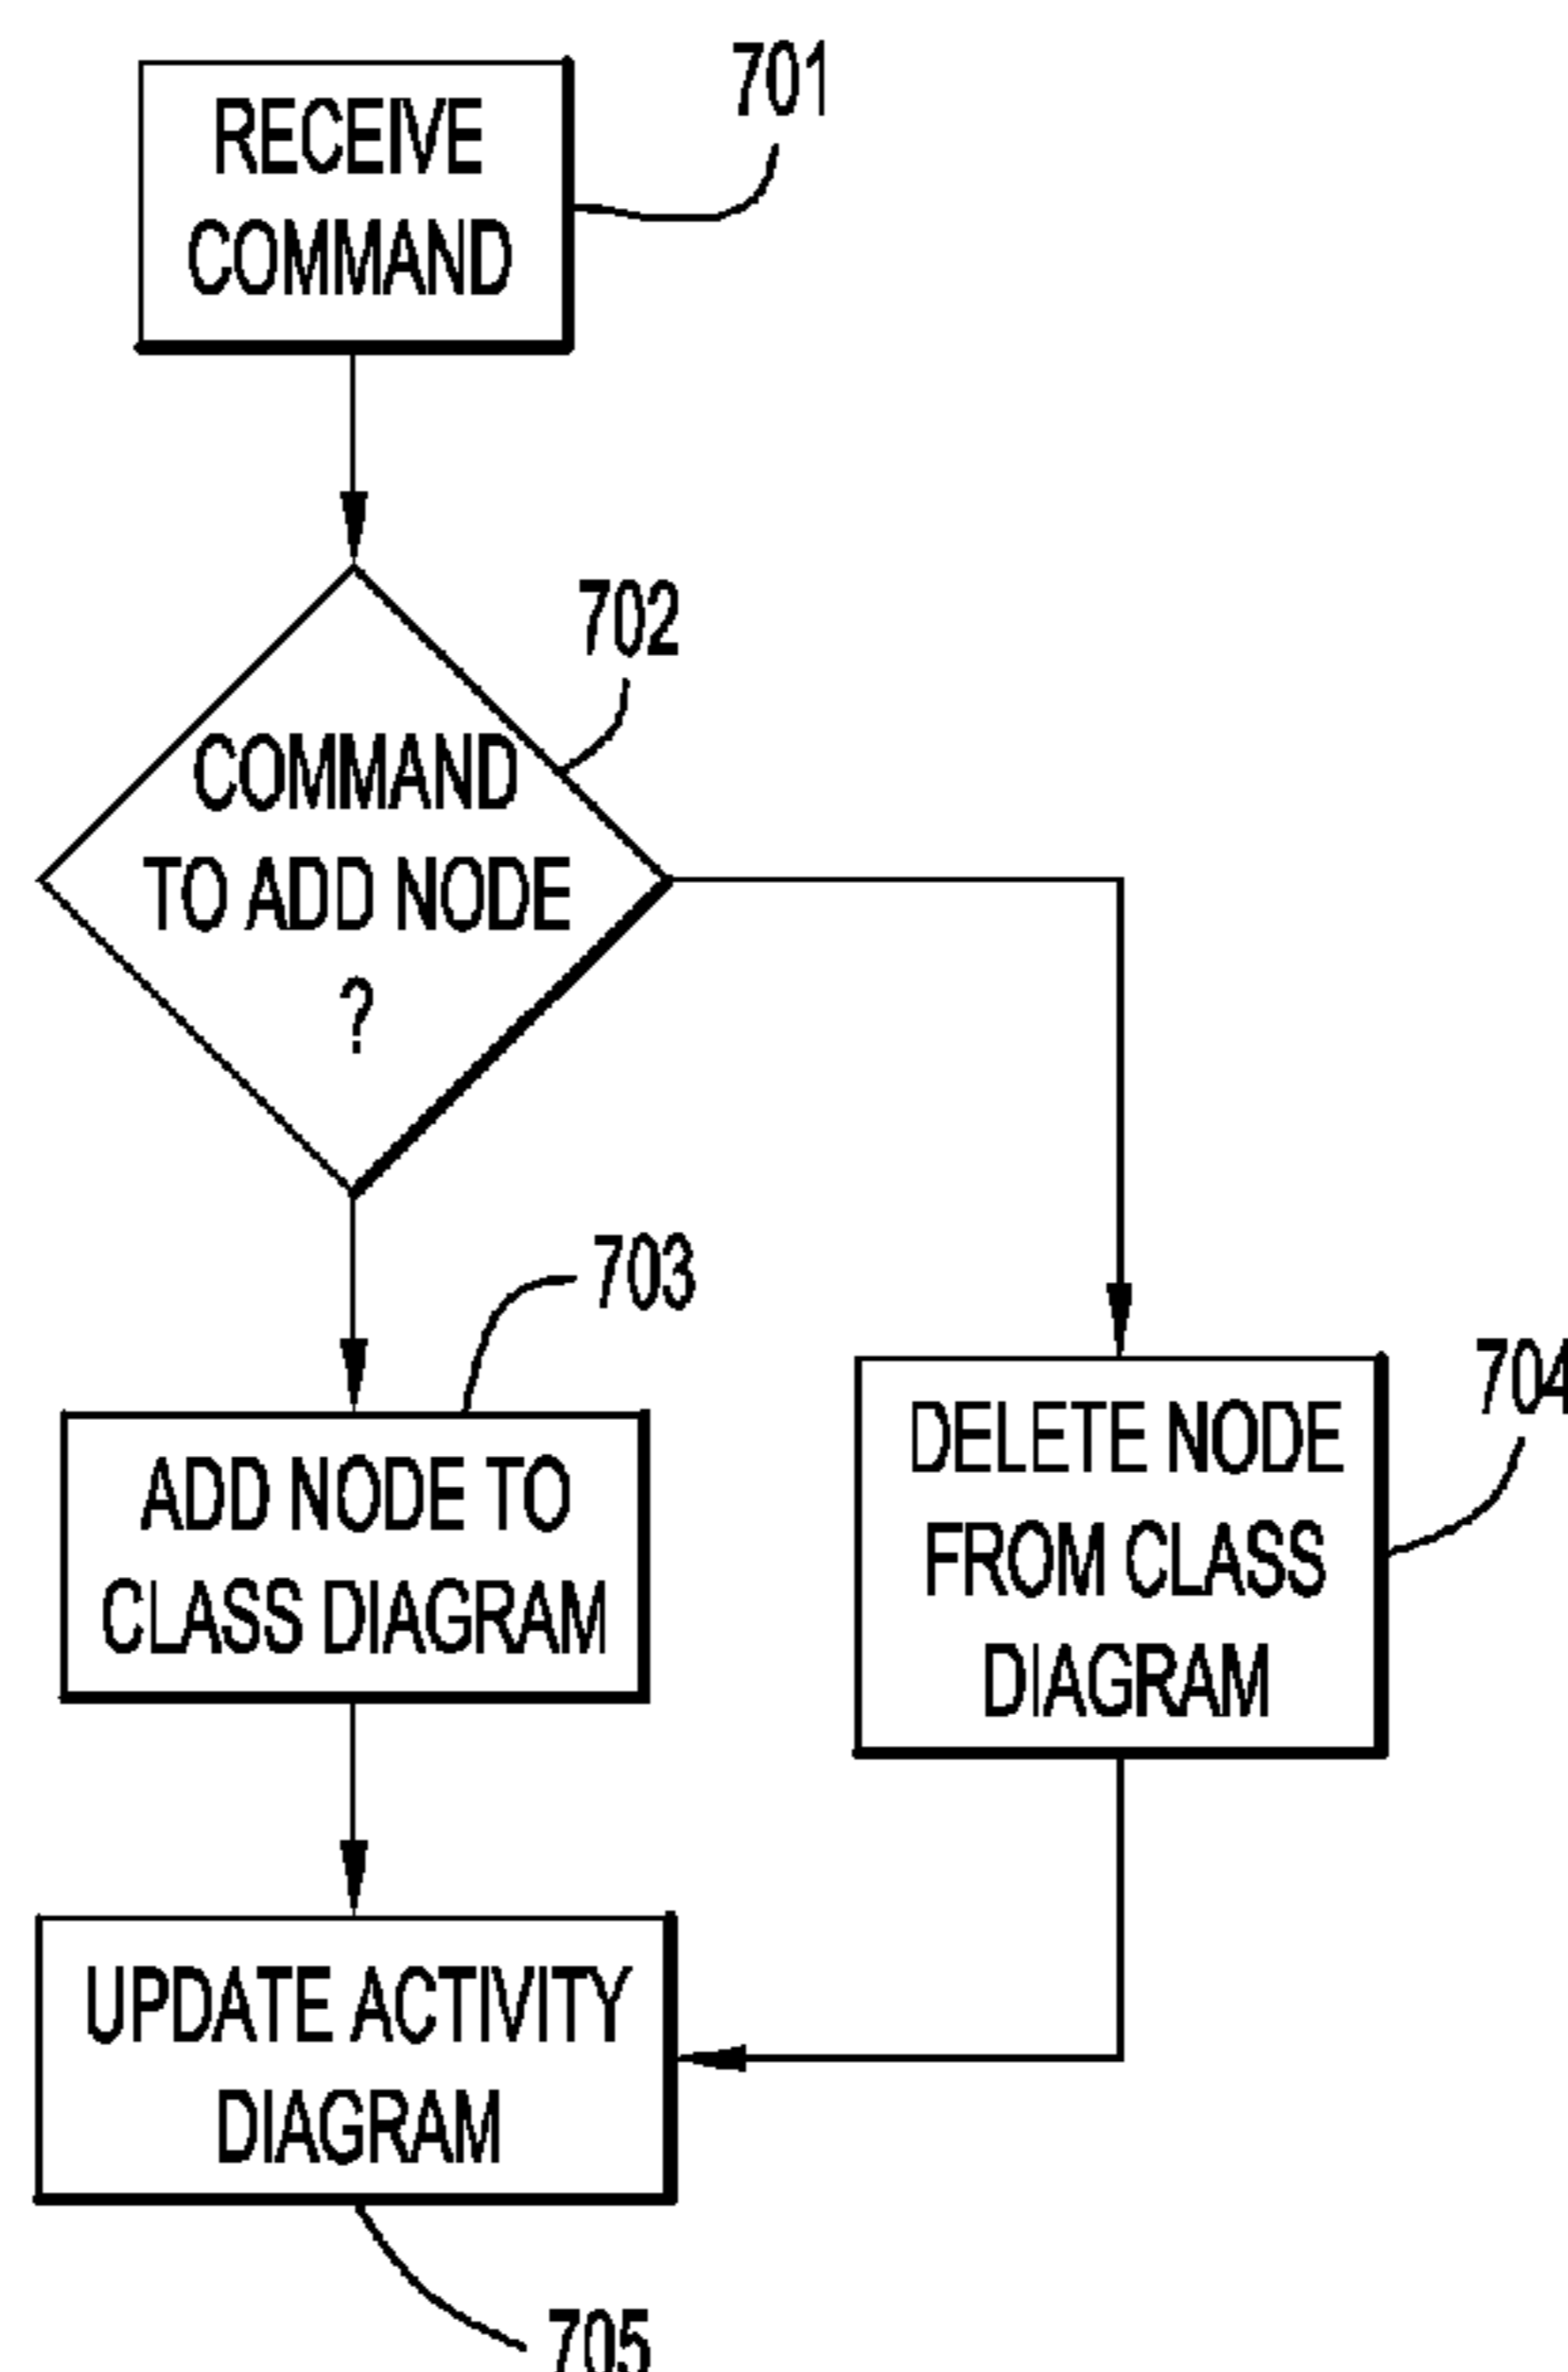 701
RECEIVE
COMMAND
702
COMMAND
TO ADD NODE
?
703
ADD NODE TO
CLASS DIAGRAM
704
DELETE NODE
FROM CLASS
DIAGRAM
UPDATE ACTIVITY
DIAGRAM
705